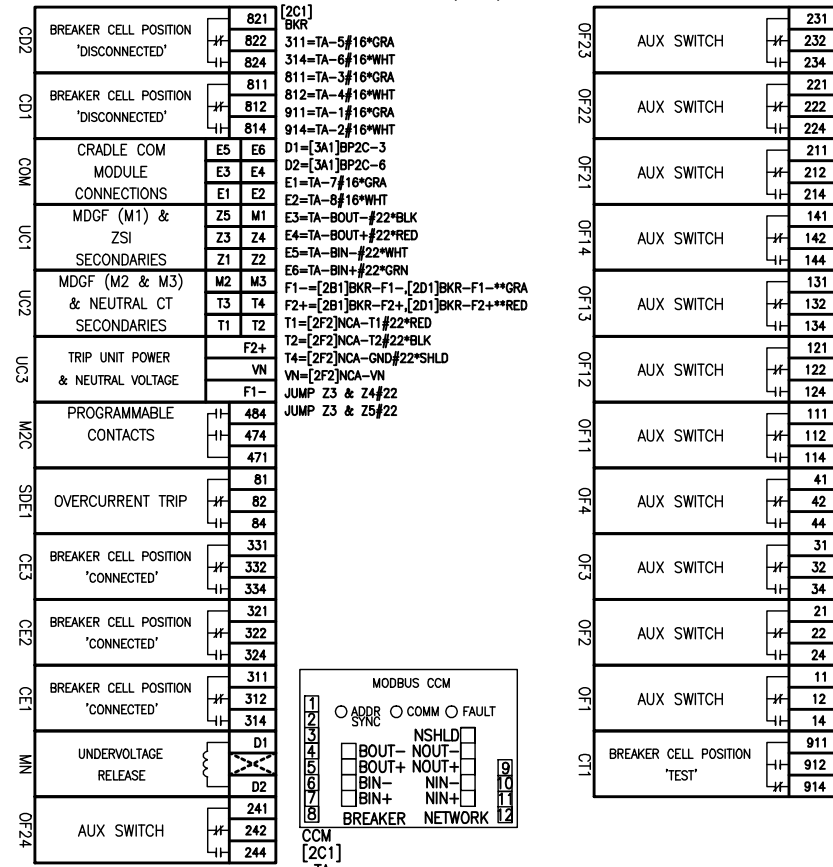 CD2
BREAKER CELL POSITION
'DISCONNECTED'
821
822
824
CD1
BREAKER CELL POSITION
'DISCONNECTED'
811
812
814
COM
CRADLE COM
MODULE
CONNECTIONS
E5 E6
E3 E4
E1 E2
UC1
MDGF (M1) &
ZSI
SECONDARIES
Z5 M1
Z3 Z4
Z1 Z2
UC2
MDGF (M2 & M3)
& NEUTRAL CT
SECONDARIES
M2 M3
T3 T4
T1 T2
UC3
TRIP UNIT POWER
& NEUTRAL VOLTAGE
F2+
VN
F1-
M2C
PROGRAMMABLE
CONTACTS
484
474
471
SDE1
OVERCURRENT TRIP
81
82
84
CE3
BREAKER CELL POSITION
'CONNECTED'
331
332
334
CE2
BREAKER CELL POSITION
'CONNECTED'
321
322
324
CE1
BREAKER CELL POSITION
'CONNECTED'
311
312
314
MN
UNDERVOLTAGE
RELEASE
D1
D2
OF24
AUX SWITCH
241
242
244
[2C1]
BKR
311=TA-5#16*GRA
314=TA-6#16*WHT
811=TA-3#16*GRA
812=TA-4#16*WHT
911=TA-1#16*GRA
914=TA-2#16*WHT
D1=[3A1]BP2C-3
D2=[3A1]BP2C-6
E1=TA-7#16*GRA
E2=TA-8#16*WHT
E3=TA-BOUT-#22*BLK
E4=TA-BOUT+#22*RED
E5=TA-BIN-#22*WHT
E6=TA-BIN+#22*GRN
F1-=[2B1]BKR-F1-,[2D1]BKR-F1-**GRA
F2+=[2B1]BKR-F2+,[2D1]BKR-F2+**RED
T1=[2F2]NCA-T1#22*RED
T2=[2F2]NCA-T2#22*BLK
T4=[2F2]NCA-GND#22*SHLD
VN=[2F2]NCA-VN
JUMP Z3 & Z4#22
JUMP Z3 & Z5#22
MODBUS CCM
ADDR SYNC COMM FAULT
1
2
3
4
5
6
7
8
NSHLD
BOUT- NOUT-
BOUT+ NOUT+
BIN- NIN-
BIN+ NIN+
9
10
11
12
BREAKER NETWORK
CCM
[2C1]
TA
OF23
AUX SWITCH
231
232
234
OF22
AUX SWITCH
221
222
224
OF21
AUX SWITCH
211
212
214
OF14
AUX SWITCH
141
142
144
OF13
AUX SWITCH
131
132
134
OF12
AUX SWITCH
121
122
124
OF11
AUX SWITCH
111
112
114
OF4
AUX SWITCH
41
42
44
OF3
AUX SWITCH
31
32
34
OF2
AUX SWITCH
21
22
24
OF1
AUX SWITCH
11
12
14
CT1
BREAKER CELL POSITION
'TEST'
911
912
914